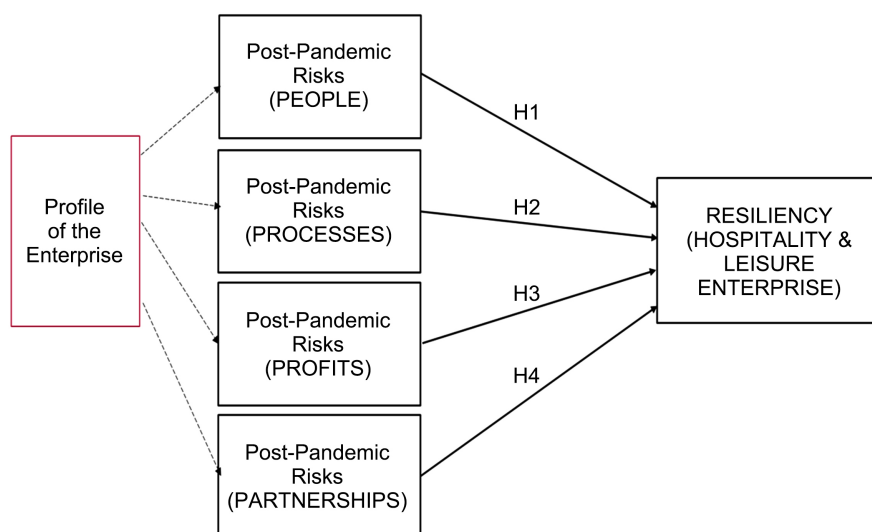 Profile
of the
Enterprise
Post-Pandemic
Risks
(PEOPLE)
Post-Pandemic
Risks
(PROCESSES)
Post-Pandemic
Risks
(PROFITS)
Post-Pandemic
Risks
(PARTNERSHIPS)
H1
H2
H3
H4
RESILIENCY
(HOSPITALITY &
LEISURE
ENTERPRISE)